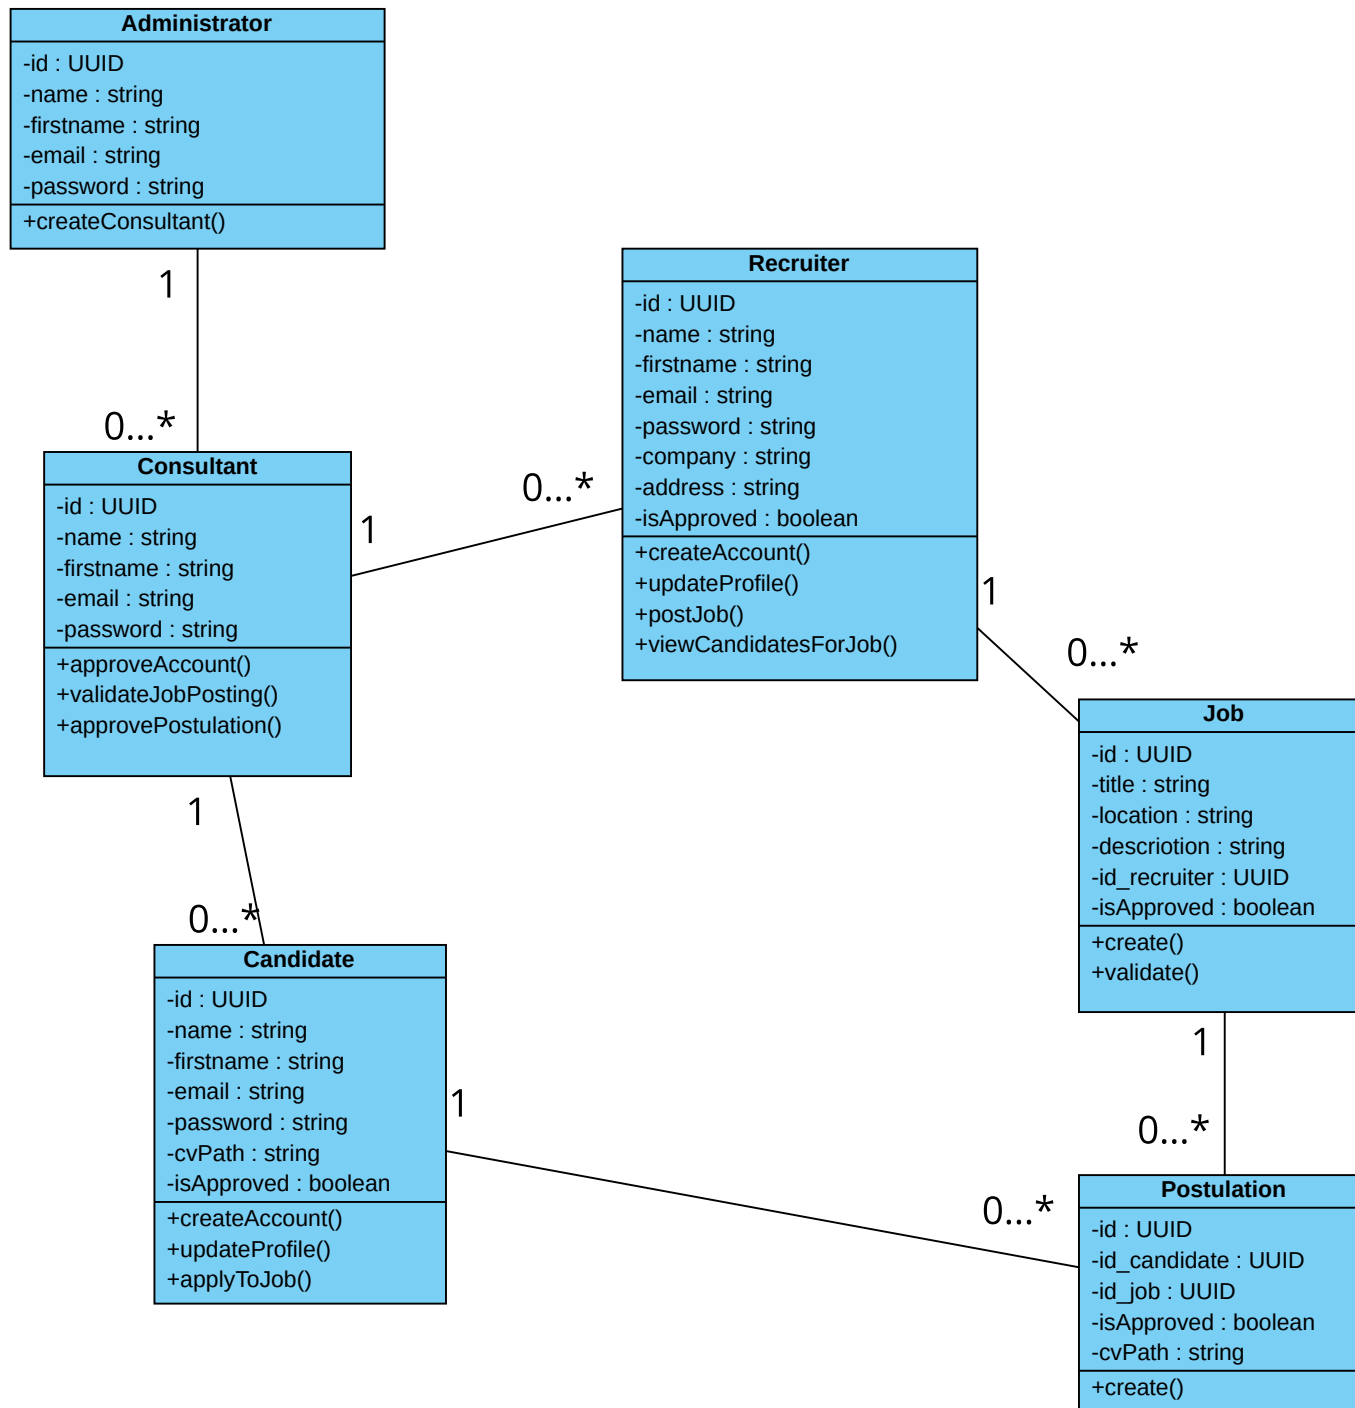 Administrator
-id : UUID
-name : string
-firstname : string
-email : string
-password : string
+createConsultant()
1
0...*
Consultant
-id : UUID
-name : string
-firstname : string
-email : string
-password : string
+approveAccount()
+validateJobPosting()
+approvePostulation()
1
0...*
Recruiter
-id : UUID
-name : string
-firstname : string
-email : string
-password : string
-company : string
-address : string
-isApproved : boolean
+createAccount()
+updateProfile()
+postJob()
+viewCandidatesForJob()
1
0...*
Job
-id : UUID
-title : string
-location : string
-descriotion : string
-id_recruiter : UUID
-isApproved : boolean
+create()
+validate()
1
0...*
Candidate
-id : UUID
-name : string
-firstname : string
-email : string
-password : string
-cvPath : string
-isApproved : boolean
+createAccount()
+updateProfile()
+applyToJob()
1
0...*
1
0...*
Postulation
-id : UUID
-id_candidate : UUID
-id_job : UUID
-isApproved : boolean
-cvPath : string
+create()